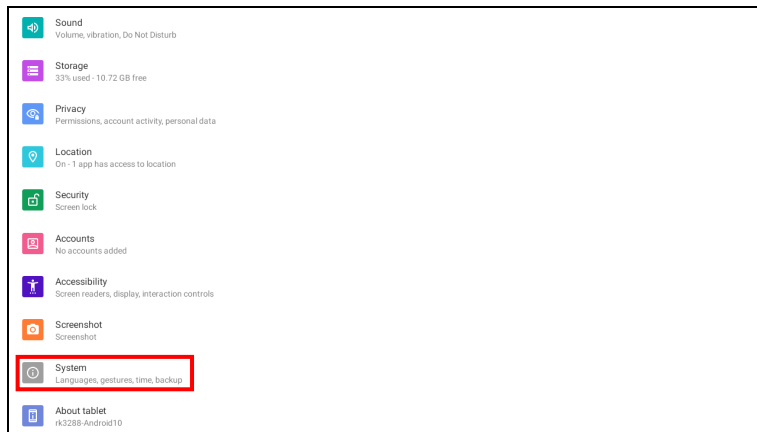 Sound
Volume, vibration, Do Not Disturb
Storage
33% used - 10.72 GB free
Privacy
Permissions, account activity, personal data
Location
On - 1 app has access to location
Security
Screen lock
Accounts
No accounts added
Accessibility
Screen readers, display, interaction controls
Screenshot
Screenshot
System
Languages, gestures, time, backup
About tablet
rk3288-Android10